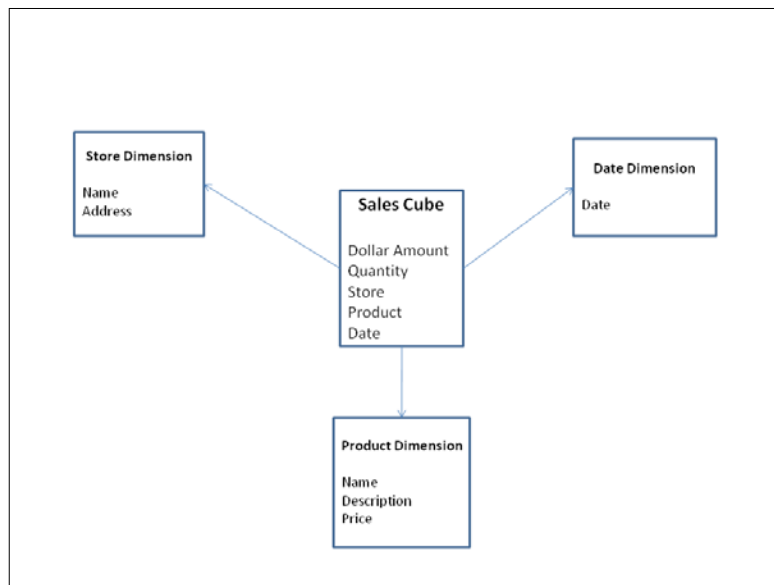 Store Dimension
Name
Address
Sales Cube
Dollar Amount
Quantity
Store
Product
Date
Date Dimension
Date
Product Dimension
Name
Description
Price